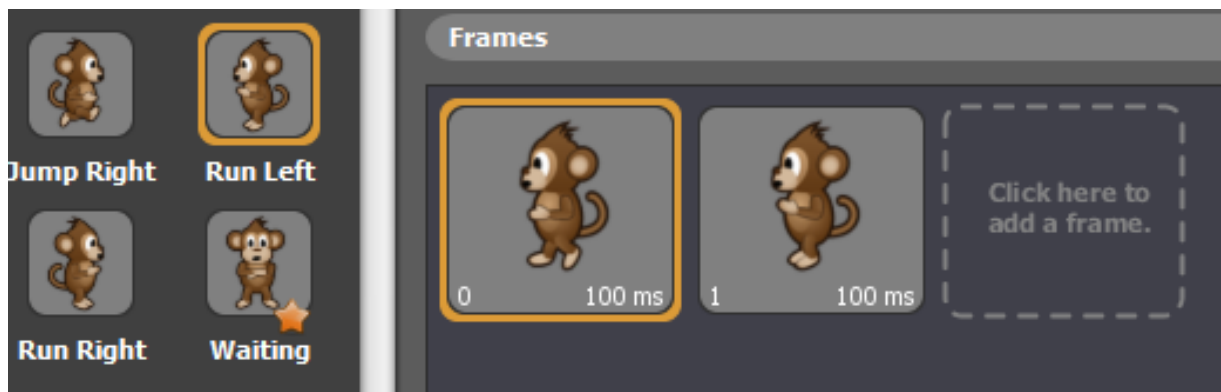 Jump Right
Run Left
Run Right
Waiting
Frames
0
100 ms
1
100 ms
Click here to
add a frame.